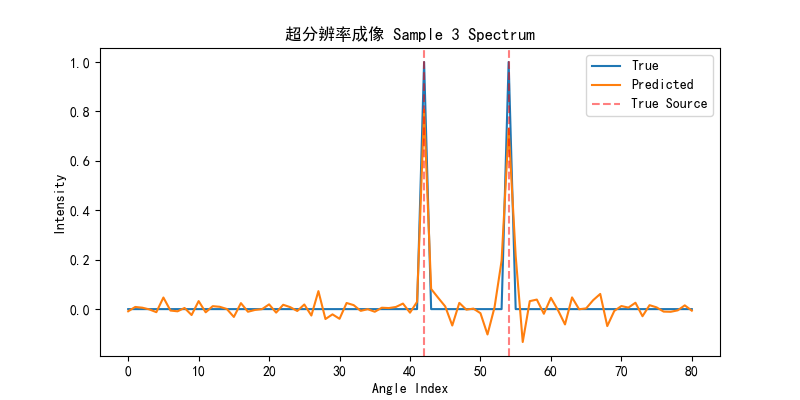 超分辨率成像 Sample 3 Spectrum
True
Predicted
True Source
Intensity
1.0
0.8
0.6
0.4
0.2
0.0
0 10 20 30 40 50 60 70 80
Angle Index